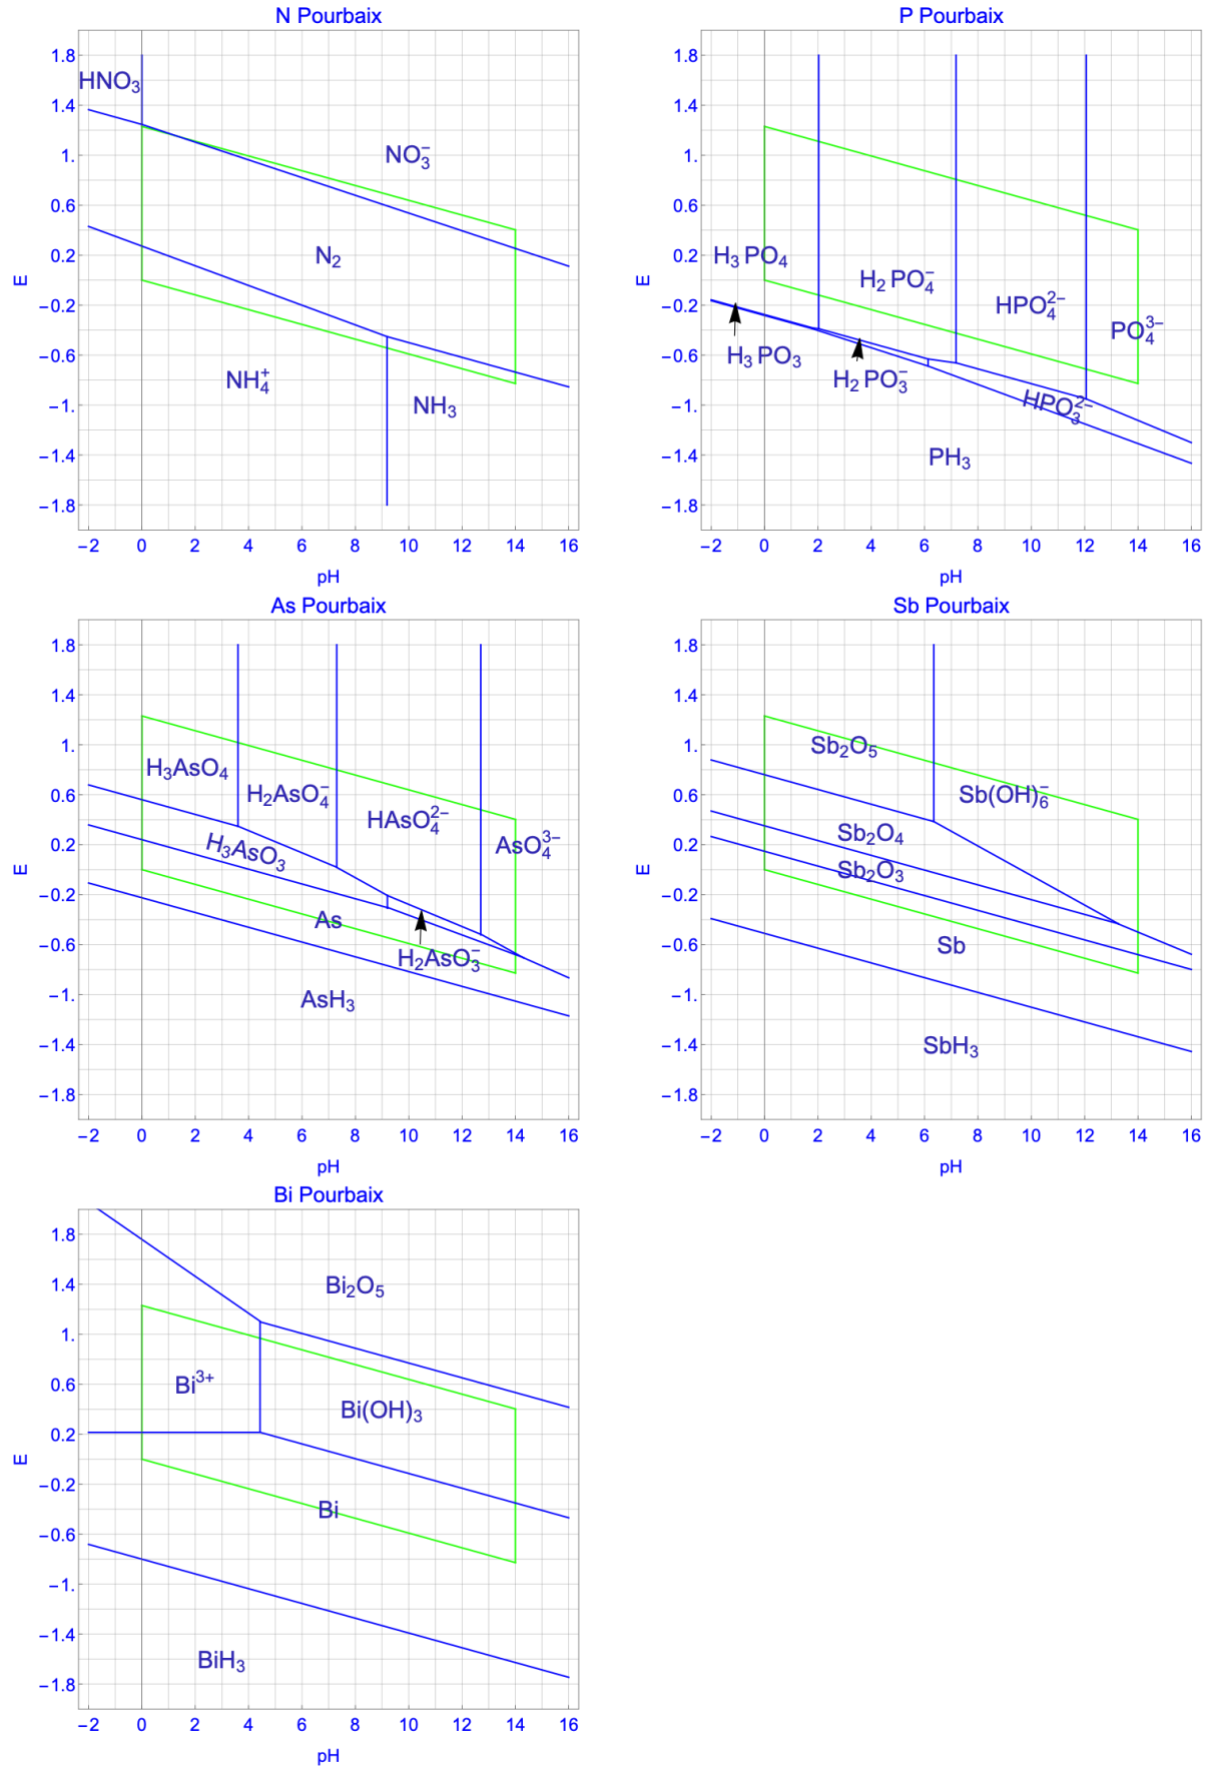 N Pourbaix
1.8
1.4
1.
0.6
0.2
−0.2
−0.6
−1.
−1.4
−1.8
E
HNO₃
NO₃⁻
N₂
NH₄⁺
NH₃
−2 0 2 4 6 8 10 12 14 16
pH
P Pourbaix
1.8
1.4
1.
0.6
0.2
−0.2
−0.6
−1.
−1.4
−1.8
E
H₃PO₄
H₂PO₄⁻
HPO₄²⁻
PO₄³⁻
H₃PO₃
H₂PO₃⁻
HPO₃²⁻
PH₃
−2 0 2 4 6 8 10 12 14 16
pH
As Pourbaix
1.8
1.4
1.
0.6
0.2
−0.2
−0.6
−1.
−1.4
−1.8
E
H₃AsO₄
H₂AsO₄⁻
HAsO₄²⁻
AsO₄³⁻
H₃AsO₃
As
H₂AsO₃⁻
AsH₃
−2 0 2 4 6 8 10 12 14 16
pH
Sb Pourbaix
1.8
1.4
1.
0.6
0.2
−0.2
−0.6
−1.
−1.4
−1.8
E
Sb₂O₅
Sb(OH)₆⁻
Sb₂O₄
Sb₂O₃
Sb
SbH₃
−2 0 2 4 6 8 10 12 14 16
pH
Bi Pourbaix
1.8
1.4
1.
0.6
0.2
−0.2
−0.6
−1.
−1.4
−1.8
E
Bi₂O₅
Bi³⁺
Bi(OH)₃
Bi
BiH₃
−2 0 2 4 6 8 10 12 14 16
pH